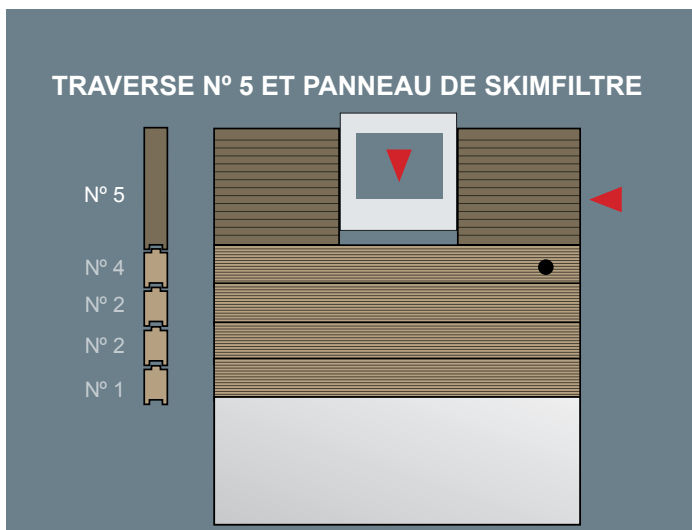 TRAVERSE Nº 5 ET PANNEAU DE SKIMFILTRE
Nº 5
Nº 4
Nº 2
Nº 2
Nº 1